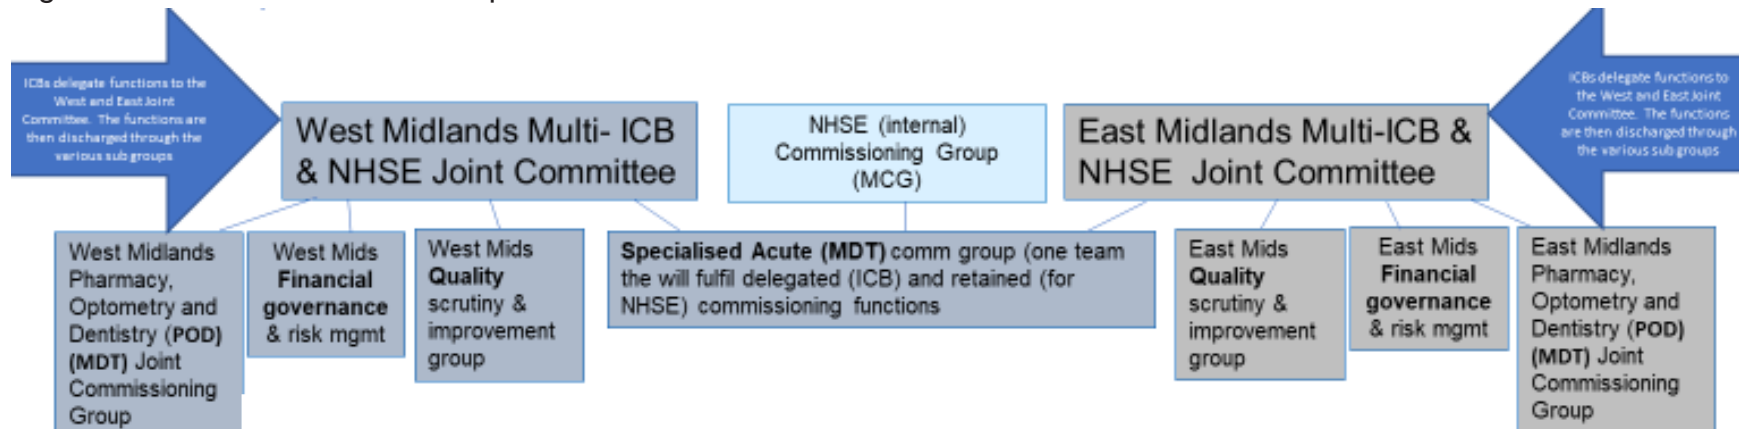 ICBs delegate functions to the
West and East Joint
Committee. The functions are
then discharged through the
various sub groups
West Midlands Multi- ICB
& NHSE Joint Committee
NHSE (internal)
Commissioning Group
(MCG)
East Midlands Multi-ICB &
NHSE Joint Committee
ICBs delegate functions to
the West and East Joint
Committee. The functions
are then discharged through
the various sub groups
West Midlands
Pharmacy,
Optometry and
Dentistry (POD)
(MDT) Joint
Commissioning
Group
West Mids
Financial
governance
& risk mgmt
West Mids
Quality
scrutiny &
improvement
group
Specialised Acute (MDT) comm group (one team
the will fulfil delegated (ICB) and retained (for
NHSE) commissioning functions
East Mids
Quality
scrutiny &
improvement
group
East Mids
Financial
governance
& risk mgmt
East Midlands
Pharmacy,
Optometry and
Dentistry (POD)
(MDT) Joint
Commissioning
Group